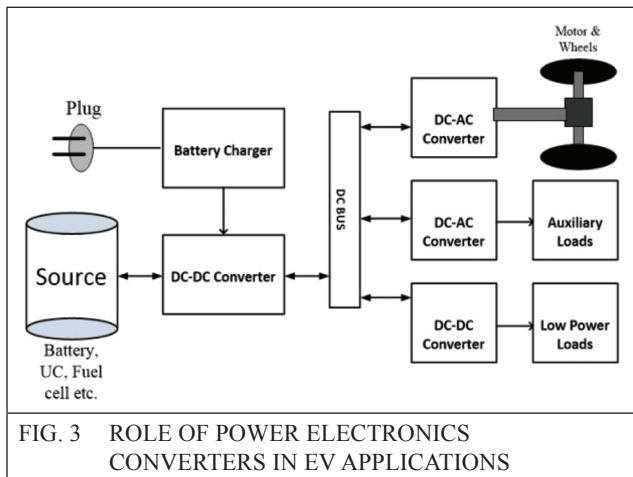 Motor &
Wheels
Plug
Battery Charger
DC-AC
Converter
DC BUS
Source
DC-DC Converter
DC-AC
Converter
Auxiliary
Loads
DC-DC
Converter
Low Power
Loads
Battery,
UC, Fuel
cell etc.
FIG. 3 ROLE OF POWER ELECTRONICS
CONVERTERS IN EV APPLICATIONS